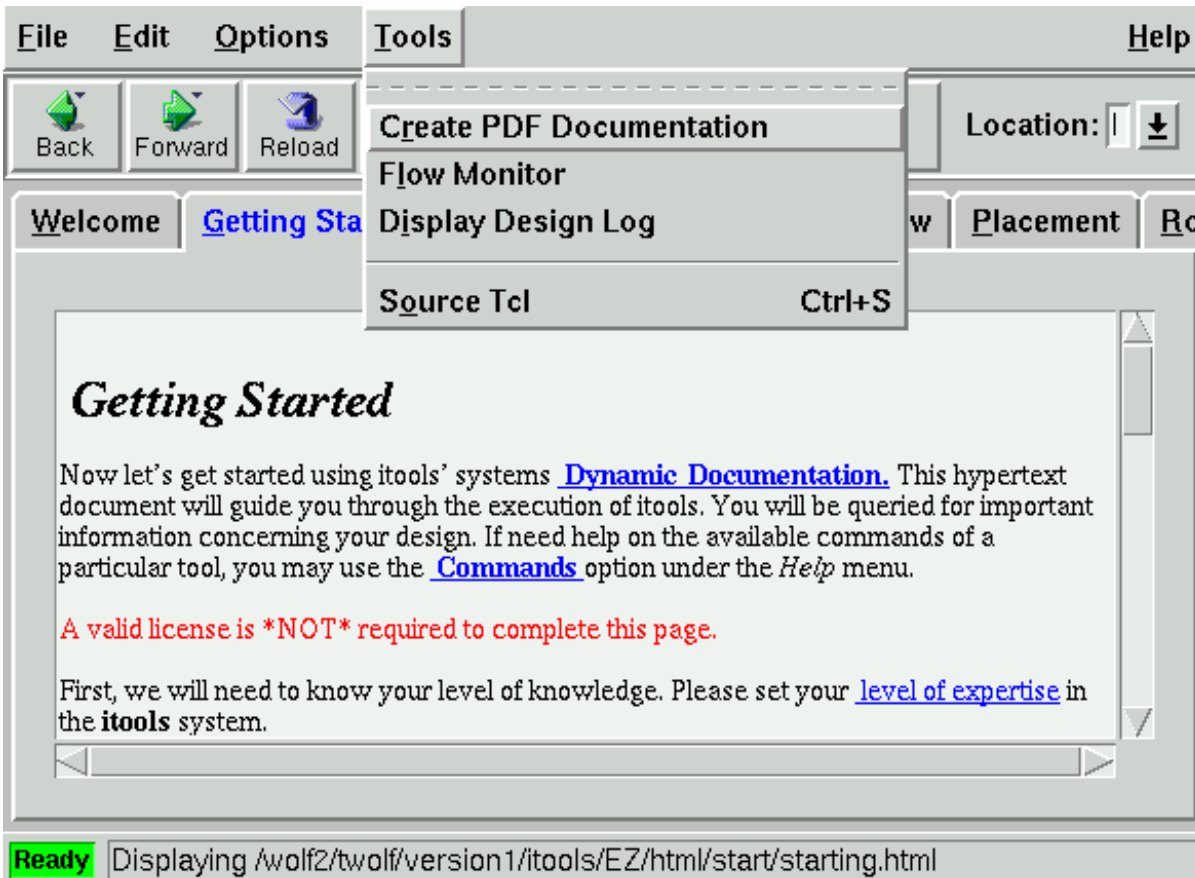 File Edit Options Tools Help
Back Forward Reload Location:
Create PDF Documentation
Flow Monitor
Display Design Log
Source Tcl Ctrl+S
Welcome Getting Sta w Placement Ro
Getting Started
Now let's get started using itools' systems Dynamic Documentation. This hypertext
document will guide you through the execution of itools. You will be queried for important
information concerning your design. If need help on the available commands of a
particular tool, you may use the Commands option under the Help menu.
A valid license is *NOT* required to complete this page.
First, we will need to know your level of knowledge. Please set your level of expertise in
the itools system.
Ready Displaying /wolf2/twolf/version1/itools/EZ/html/start/starting.html